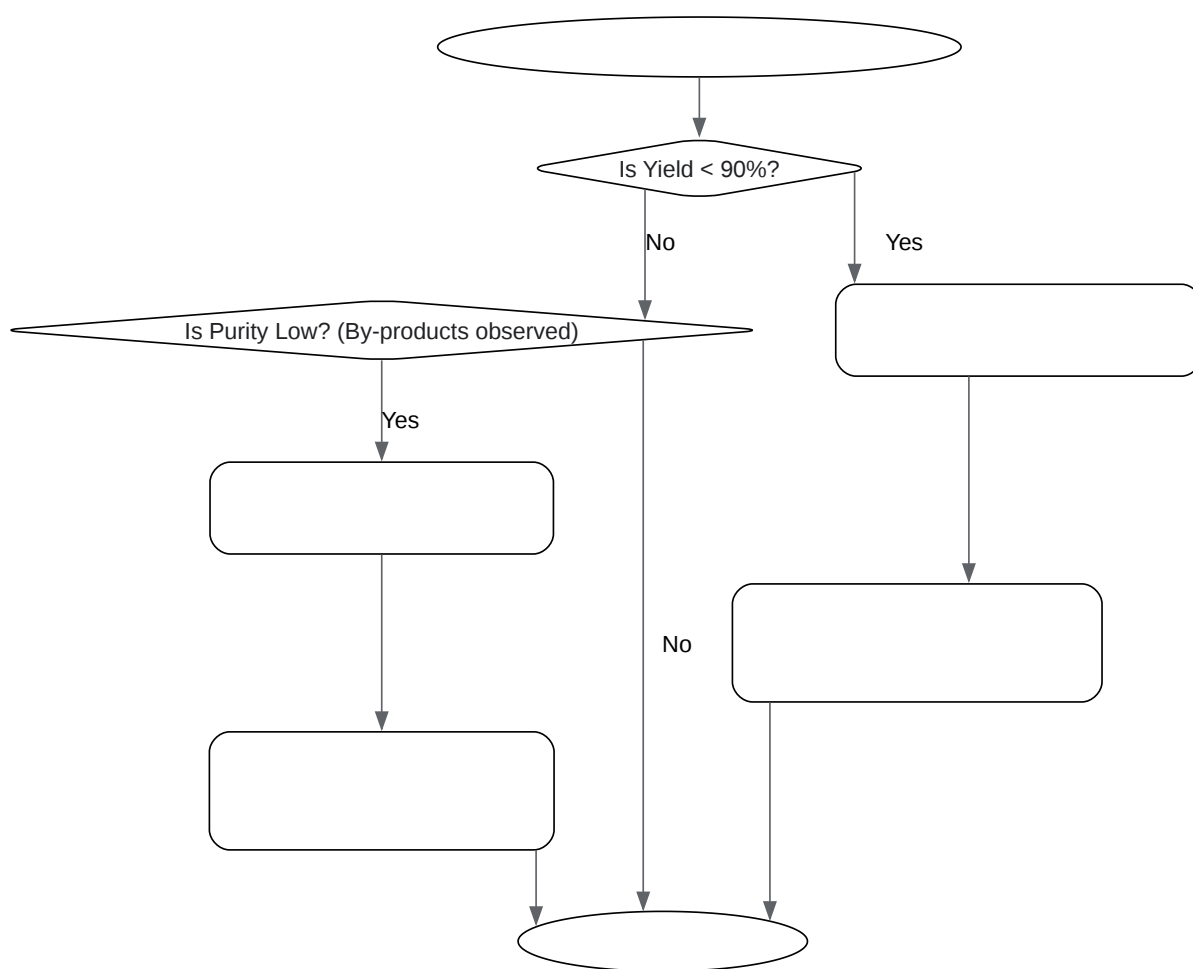 Is Yield < 90%?
No
Yes
Is Purity Low? (By-products observed)
Yes
No